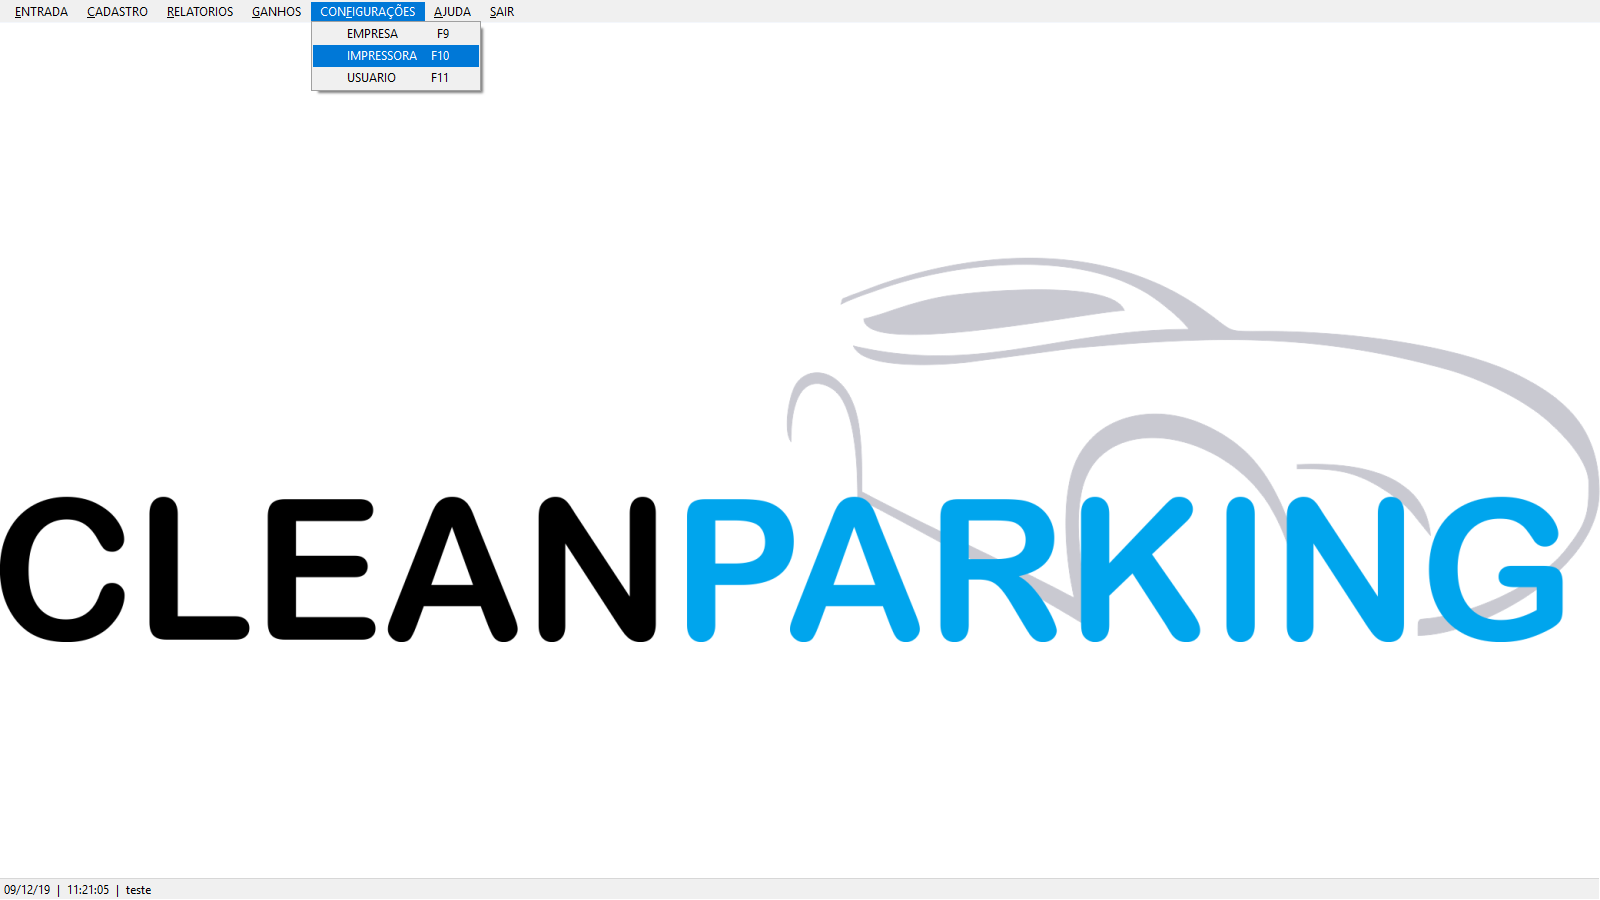 ENTRADA CADASTRO RELATORIOS GANHOS CONFIGURAÇÕES AJUDA SAIR
EMPRESA F9
IMPRESSORA F10
USUARIO F11
CLEANPARKING
09/12/19 | 11:21:05 | teste